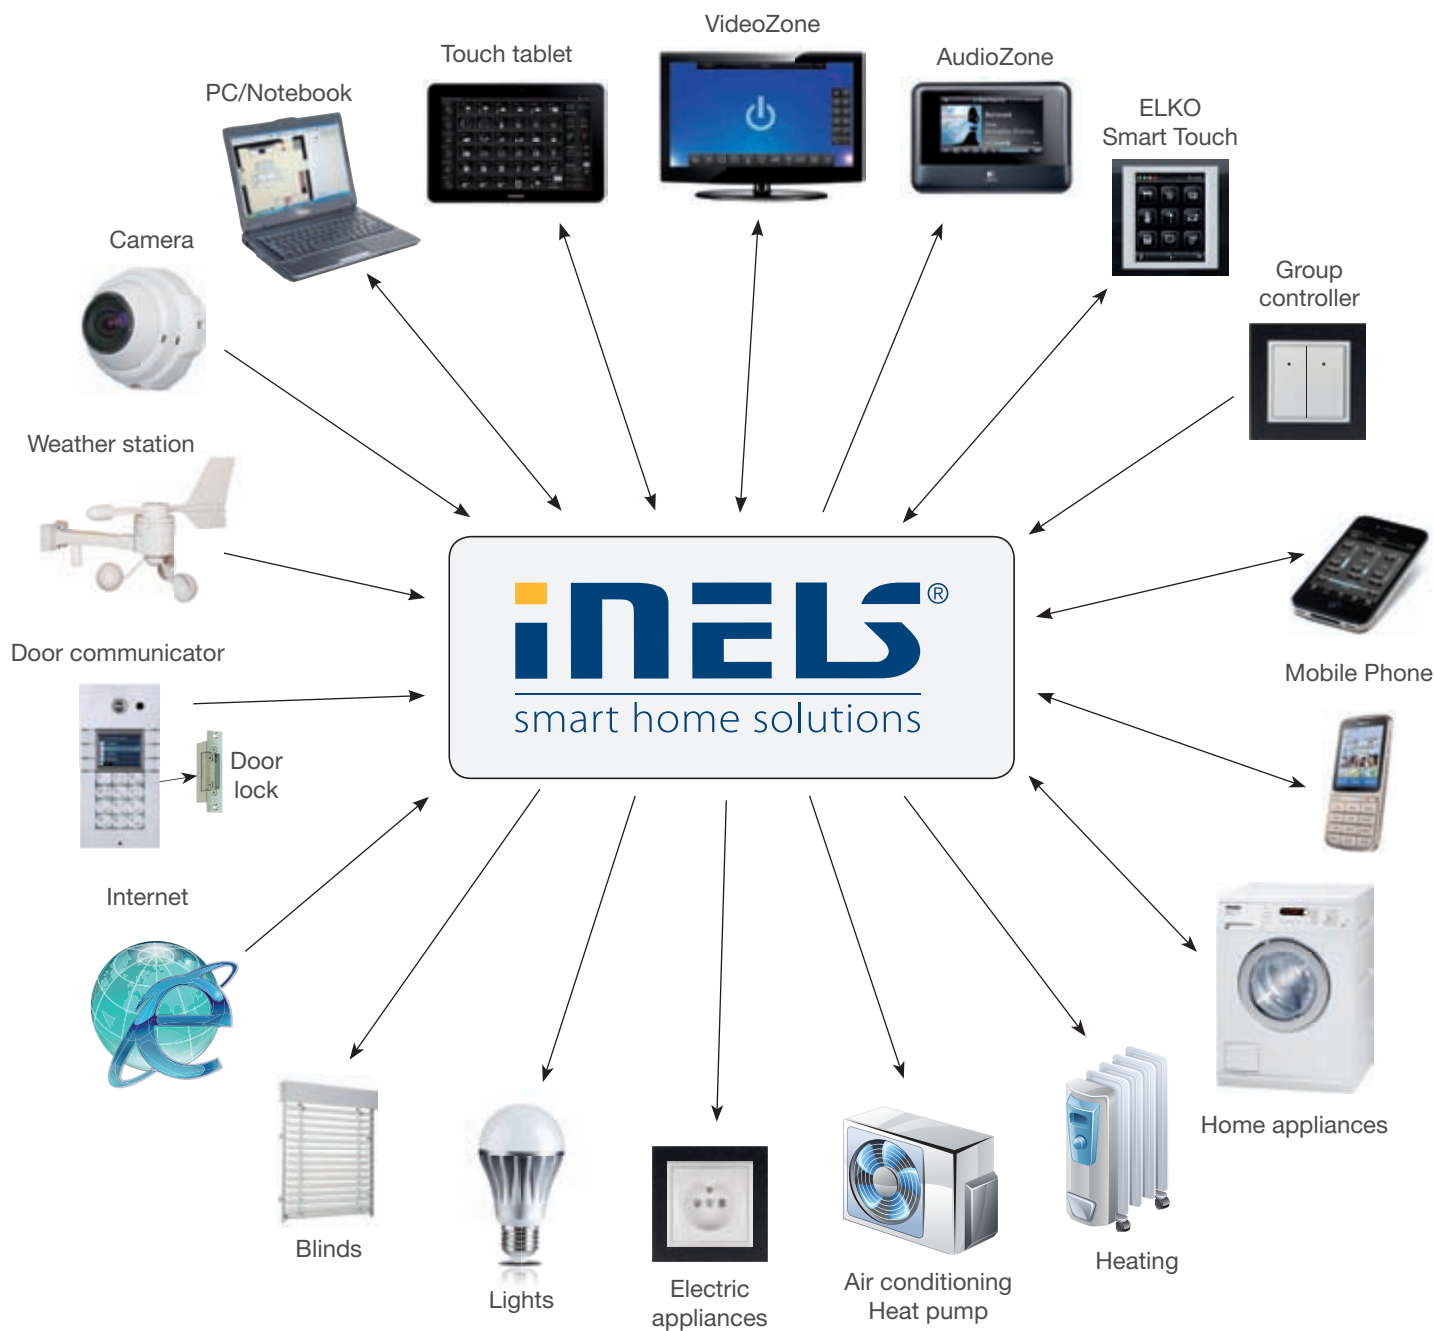 VideoZone
Touch tablet
AudioZone
PC/Notebook
ELKO
Smart Touch
Camera
Group
controller
Weather station
iNELS®
smart home solutions
Door communicator
Mobile Phone
Door
lock
Internet
Home appliances
Blinds
Heating
Lights
Electric
appliances
Air conditioning
Heat pump